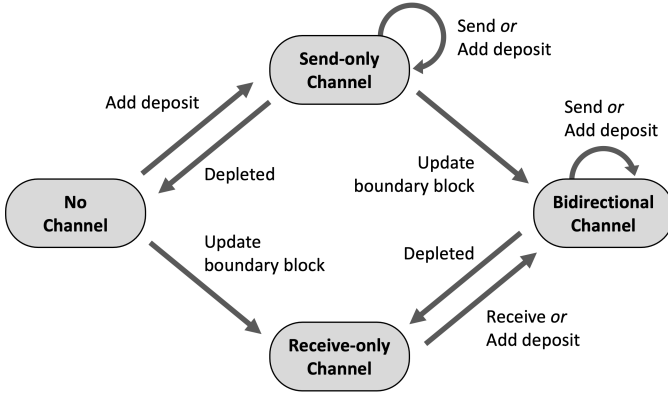 Send-only
Channel
Send or
Add deposit
Add deposit
Depleted
Send or
Add deposit
Update
boundary block
No
Channel
Bidirectional
Channel
Update
boundary block
Depleted
Receive or
Add deposit
Receive-only
Channel